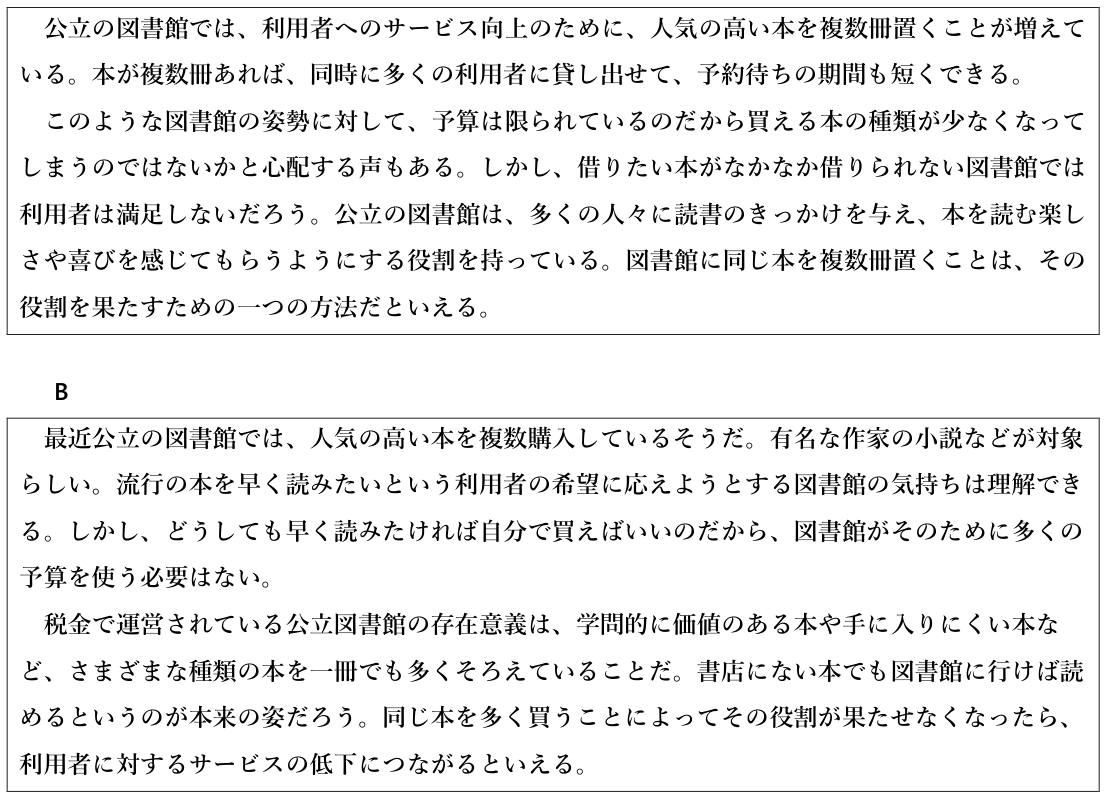 公立の図書館では、利用者へのサービス向上のために、人気の高い本を複数冊置くことが増えて
いる。本が複数冊あれば、同時に多くの利用者に貸し出せて、予約待ちの期間も短くできる。
このような図書館の姿勢に対して、予算は限られているのだから買える本の種類が少なくなって
しまうのではないかと心配する声もある。しかし、借りたい本がなかなか借りられない図書館では
利用者は満足しないだろう。公立の図書館は、多くの人々に読書のきっかけを与え、本を読む楽し
さや喜びを感じてもらうようにする役割を持っている。図書館に同じ本を複数冊置くことは、その
役割を果たすための一つの方法だといえる。
B
最近公立の図書館では、人気の高い本を複数購入しているそうだ。有名な作家の小説などが対象
らしい。流行の本を早く読みたいという利用者の希望に応えようとする図書館の気持ちは理解でき
る。しかし、どうしても早く読みたければ自分で買えばいいのだから、図書館がそのために多くの
予算を使う必要はない。
税金で運営されている公立図書館の存在意義は、学問的に価値のある本や手に入りにくい本な
ど、さまざまな種類の本を一冊でも多くそろえていることだ。書店にない本でも図書館に行けば読
めるというのが本来の姿だろう。同じ本を多く買うことによってその役割が果たせなくなったら、
利用者に対するサービスの低下につながるといえる。